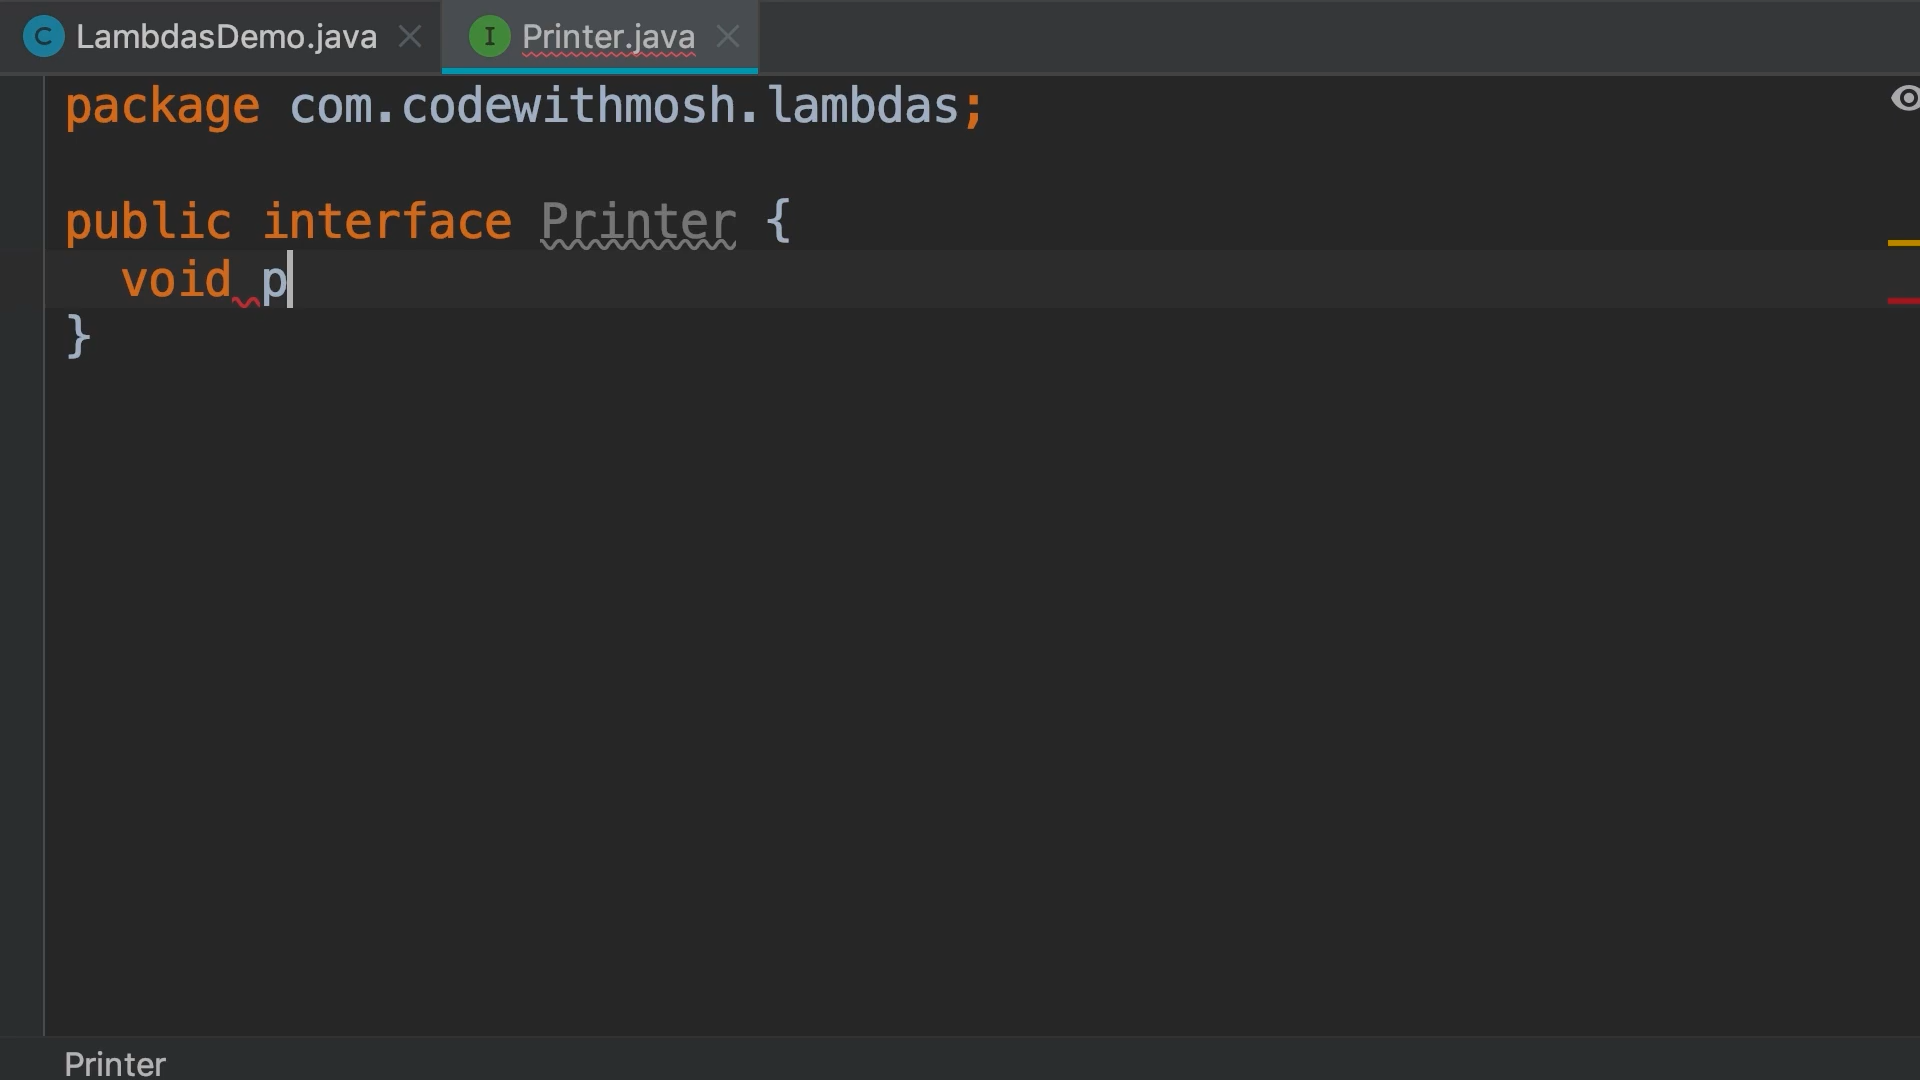 C LambdasDemo.java I Printer.java
package com.codewithmosh.lambdas;
public interface Printer {
void p
}
Printer